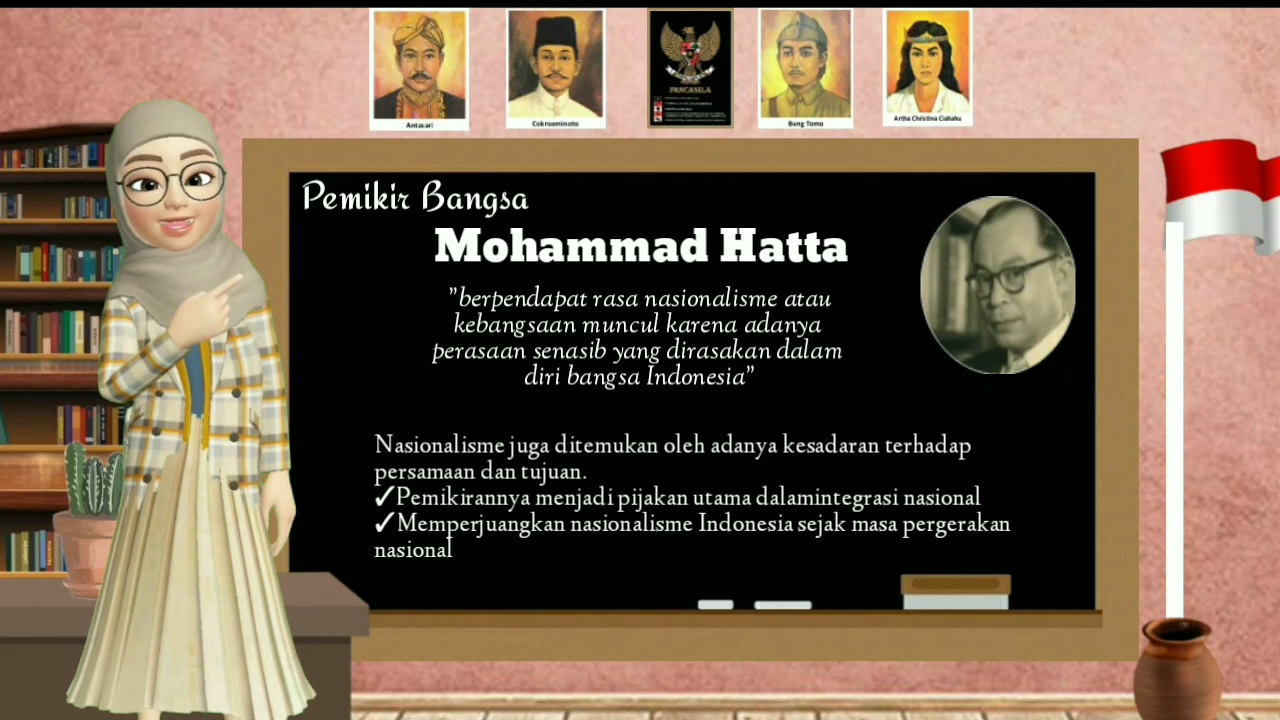 PANCASILA
Antasari
Cokroaminoto
Bung Tomo
Artha Christina Ciahahu
Pemikir Bangsa
Mohammad Hatta
"berpendapat rasa nasionalisme atau
kebangsaan muncul karena adanya
perasaan senasib yang dirasakan dalam
diri bangsa Indonesia"
Nasionalisme juga ditemukan oleh adanya kesadaran terhadap
persamaan dan tujuan.
✓Pemikirannya menjadi pijakan utama dalamintegrasi nasional
✓Memperjuangkan nasionalisme Indonesia sejak masa pergerakan
nasional